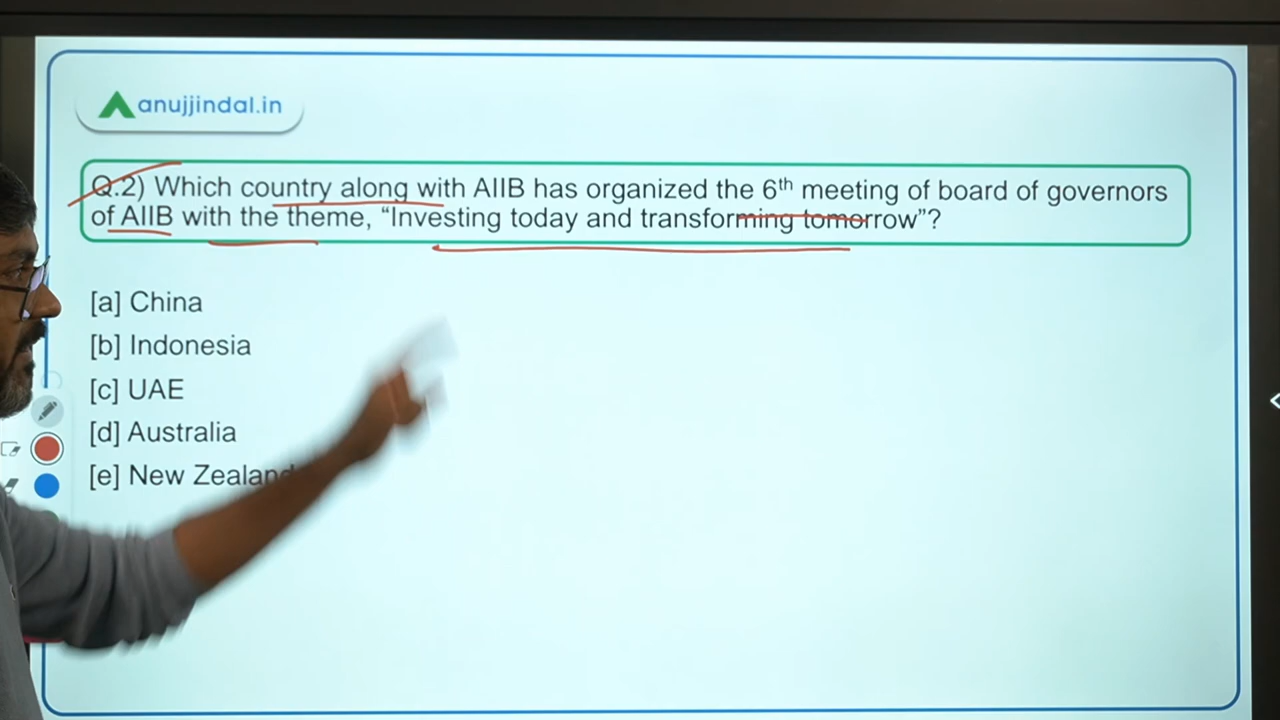 anujjindal.in
Q.2) Which country along with AIIB has organized the 6th meeting of board of governors
of AIIB with the theme, “Investing today and transforming tomorrow”?
[a] China
[b] Indonesia
[c] UAE
[d] Australia
[e] New Zealand